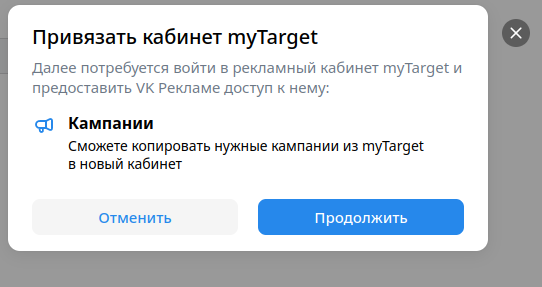 Привязать кабинет myTarget
Далее потребуется войти в рекламный кабинет myTarget и
предоставить VK Рекламе доступ к нему:
Кампании
Сможете копировать нужные кампании из myTarget
в новый кабинет
Отменить
Продолжить